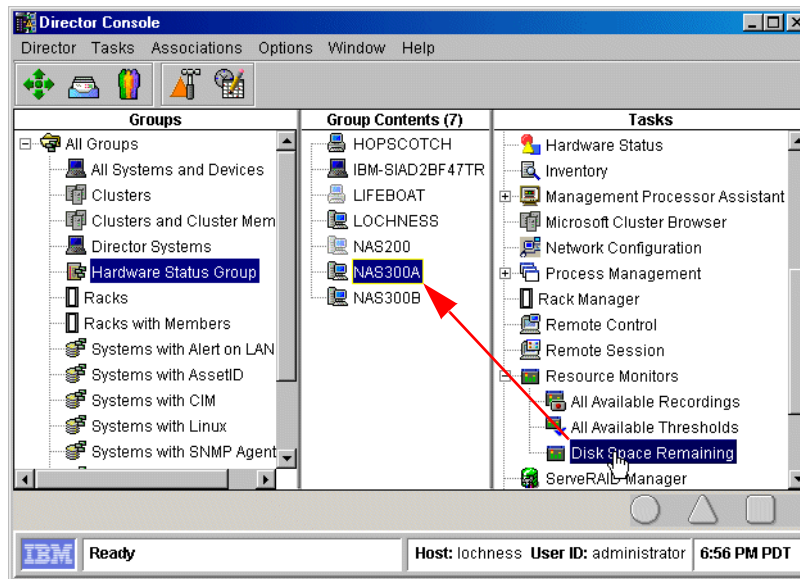 Director Console
Director Tasks Associations Options Window Help
Groups
All Groups
All Systems and Devices
Clusters
Clusters and Cluster Mem
Director Systems
Hardware Status Group
Racks
Racks with Members
Systems with Alert on LAN
Systems with AssetID
Systems with CIM
Systems with Linux
Systems with SNMP Agent
Group Contents (7)
HOPSCOTCH
IBM-SIAD2BF47TR
LIFEBOAT
LOCHNESS
NAS200
NAS300A
NAS300B
Tasks
Hardware Status
Inventory
Management Processor Assistant
Microsoft Cluster Browser
Network Configuration
Process Management
Rack Manager
Remote Control
Remote Session
Resource Monitors
All Available Recordings
All Available Thresholds
Disk Space Remaining
ServeRAID Manager
IBM Ready Host: lochness User ID: administrator 6:56 PM PDT